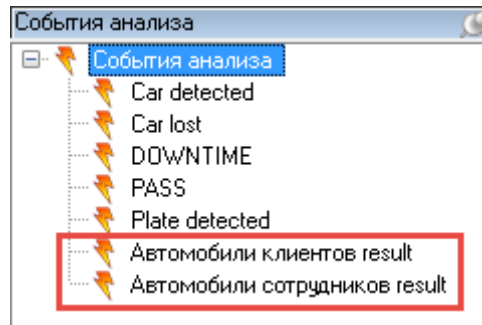 События анализа
События анализа
Car detected
Car lost
DOWNTIME
PASS
Plate detected
Автомобили клиентов result
Автомобили сотрудников result